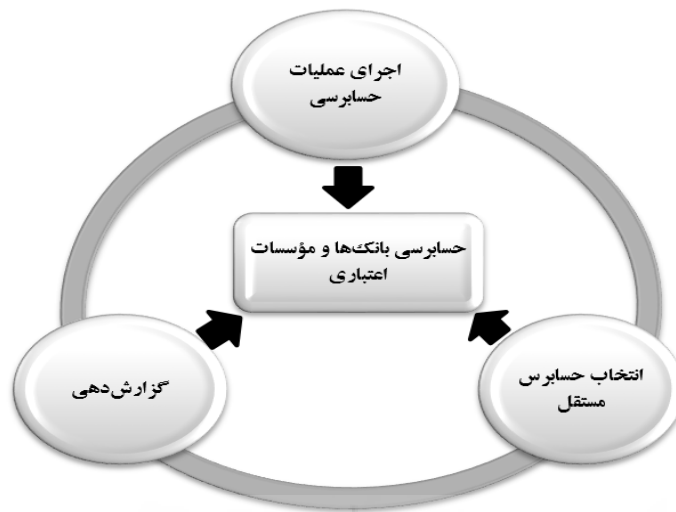 اجرای عملیات
حسابرسی
حسابرسی بانک‌ها و مؤسسات
اعتباری
انتخاب حسابرس
مستقل
گزارش‌دهی